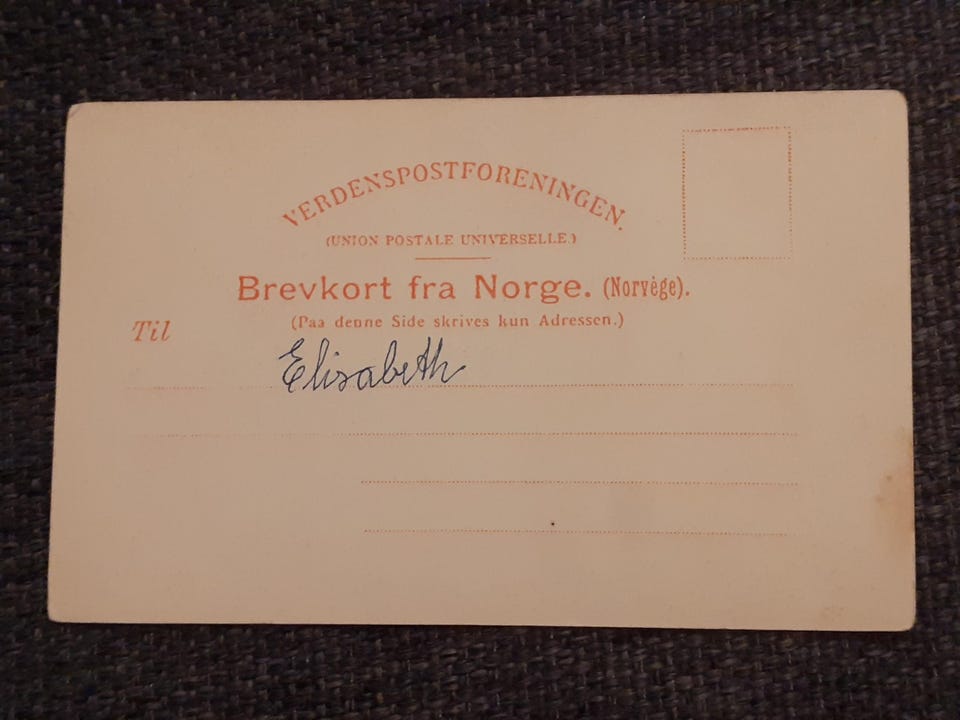 VERDENSPOSTFORENINGEN.
(UNION POSTALE UNIVERSELLE.)
Brevkort fra Norge. (Norvège).
(Paa denne Side skrives kun Adressen.)
Til
Elisabeth